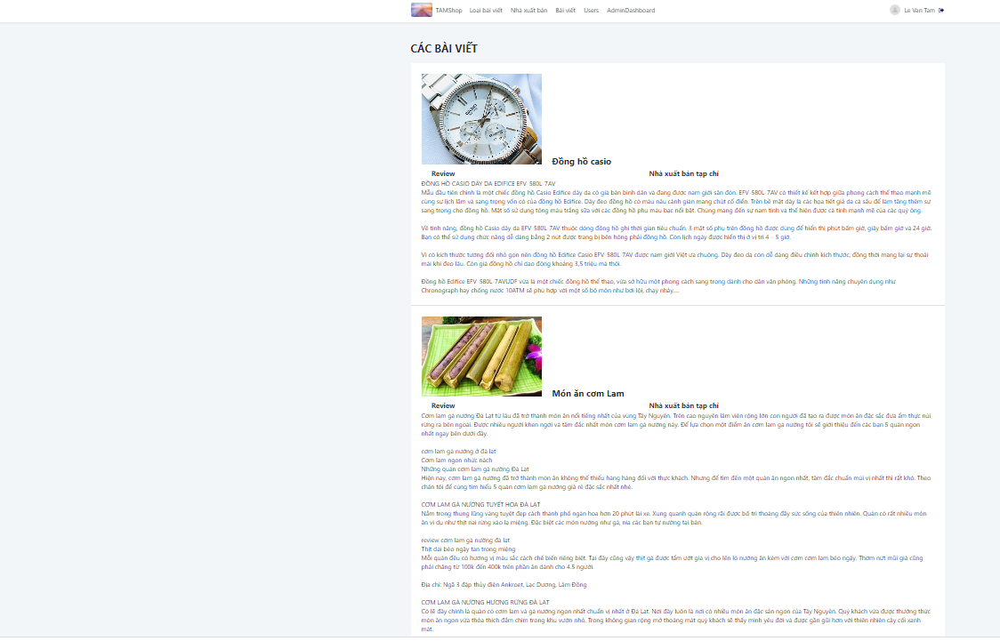 TAMShop Loại bài viết Nhà xuất bản Bài viết Users AdminDashboard Le Van Tam
CÁC BÀI VIẾT
CASIO
Đồng hồ casio
Review Nhà xuất bản tạp chí
ĐỒNG HỒ CASIO DÂY DA EDIFICE EFV-580L-7AV
Mẫu đầu tiên chính là một chiếc đồng hồ Casio Edifice dây da có giá bán bình dân và đang được nam giới săn đón. EFV-580L-7AV có thiết kế kết hợp giữa phong cách thể thao mạnh mẽ
cùng sự lịch lãm và sang trọng vốn có của đồng hồ Edifice. Dây đeo đồng hồ có màu nâu cánh gián mang chút cổ điển. Trên bề mặt dây là các họa tiết giả da cá sấu để làm tăng thêm sự
sang trọng cho đồng hồ. Mặt số sử dụng tông màu trắng sữa với các đồng hồ phụ màu bạc nổi bật. Chúng mang đến sự nam tính và thể hiện được cá tính mạnh mẽ của các quý ông.
Về tính năng, đồng hồ Casio dây da EFV-580L-7AV thuộc dòng đồng hồ ghi thời gian tiêu chuẩn. 3 mặt số phụ trên đồng hồ được dùng để hiển thị phút bấm giờ, giây bấm giờ và 24 giờ.
Bạn có thể sử dụng chức năng dễ dàng bằng 2 nút được trang bị bên hông phải đồng hồ. Còn lịch ngày được hiển thị ở vị trí 4 – 5 giờ.
Vì có kích thước tương đối nhỏ gọn nên đồng hồ Edifice Casio EFV-580L-7AV được nam giới Việt ưa chuộng. Dây đeo da còn dễ dàng điều chỉnh kích thước, đồng thời mang lại sự thoải
mái khi đeo lâu. Còn giá đồng hồ chỉ dao động khoảng 3,5 triệu mà thôi.
Đồng hồ Edifice EFV-580L-7AVUDF vừa là một chiếc đồng hồ thể thao, vừa sở hữu một phong cách sang trọng dành cho dân văn phòng. Những tính năng chuyên dụng như
Chronograph hay chống nước 10ATM sẽ phù hợp với một số bộ môn như bơi lội, chạy nhảy....
Món ăn cơm Lam
Review Nhà xuất bản tạp chí
Cơm lam gà nướng Đà Lạt từ lâu đã trở thành món ăn nổi tiếng nhất của vùng Tây Nguyên. Trên cao nguyên lâm viên rộng lớn con người đã tạo ra được món ăn đặc sắc đưa ẩm thực núi
rừng ra bên ngoài. Được nhiều người khen ngợi và tâm đắc nhất món cơm lam gà nướng này. Để lựa chọn một điểm ăn cơm lam gà nướng tôi sẽ giới thiệu đến các bạn 5 quán ngon
nhất ngay bên dưới đây.
cơm lam gà nướng ở đà lạt
Cơm lam ngon nhức nách
Những quán cơm lam gà nướng Đà Lạt
Hiện nay, cơm lam gà nướng đã trở thành món ăn không thể thiếu hàng hàng đối với thực khách. Nhưng để tìm đến một quán ăn ngon nhất, tâm đắc chuẩn mùi vị nhất thì rất khó. Theo
chân tôi để cùng tìm hiểu 5 quán cơm lam gà nướng giá rẻ đặc sắc nhất nhé.
CƠM LAM GÀ NƯỚNG TUYẾT HOA ĐÀ LẠT
Nằm trong thung lũng vàng tuyệt đẹp cách thành phố ngàn hoa hơn 20 phút lái xe. Xung quanh quán rộng rãi được bố trí thoáng đầy sức sống của thiên nhiên. Quán có rất nhiều món
ăn ví dụ như thịt nai rừng xào lạ miệng. Đặc biệt các món nướng như gà, nia các bạn tự nướng tại bàn.
review cơm lam gà nướng đà lạt
Thịt dai béo ngậy tan trong miệng
Mỗi quán đều có hương vị màu sắc cách chế biến riêng biệt. Tại đây cũng vậy thịt gà được tẩm ướt gia vị cho lên lò nướng ăn kèm với cơm cơm lam béo ngậy. Thơm nứt mũi giá cũng
phải chăng từ 100k đến 400k trên phần ăn dành cho 4.5 người.
Địa chỉ: Ngã 3 đập thủy điện Ankroet, Lạc Dương, Lâm Đồng
CƠM LAM GÀ NƯỚNG HƯƠNG RỪNG ĐÀ LẠT
Có lẽ đây chính là quán có cơm lam và gà nướng ngon nhất chuẩn vị nhất ở Đà Lạt. Nơi đây luôn là nơi có nhiều món ăn đặc sản ngon của Tây Nguyên. Quý khách vừa được thưởng thức
món ăn ngon vừa thỏa thích đắm chìm trong khu vườn nhỏ. Trong không gian rộng mở thoáng mát quý khách sẽ thấy mình yêu đời và được gần gũi hơn với thiên nhiên cây cối xanh
mát.